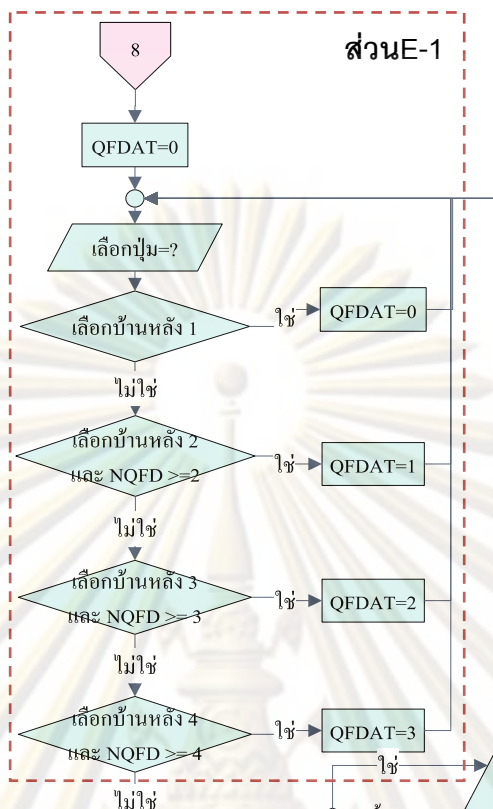 8
ส่วนE-1
QFDAT=0
เลือกปุ่ม=?
เลือกบ้านหลัง 1
ใช่
QFDAT=0
ไม่ใช่
เลือกบ้านหลัง 2
และ NQFD >=2
ใช่
QFDAT=1
ไม่ใช่
เลือกบ้านหลัง 3
และ NQFD >= 3
ใช่
QFDAT=2
ไม่ใช่
เลือกบ้านหลัง 4
และ NQFD >= 4
ใช่
QFDAT=3
ใช่
ไม่ใช่